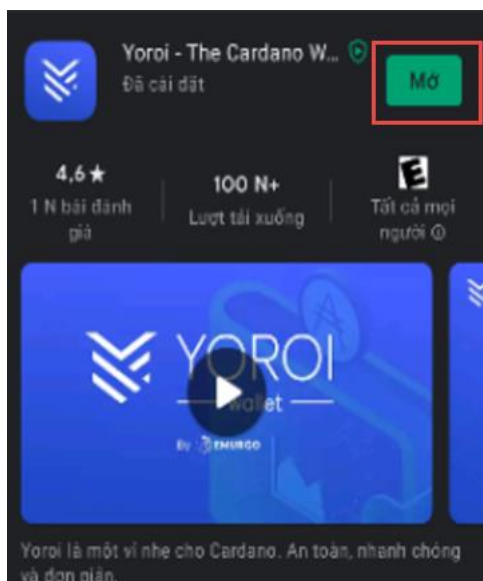 Yoroi - The Cardano W...
Đã cài đặt
Mở
4,6★
1 N bài đánh
giá
100 N+
Lượt tải xuống
E
Tất cả mọi
người ⓘ
YOROI
wallet
By EMURGO
Yoroi là một ví nhẹ cho Cardano. An toàn, nhanh chóng
và đơn giản.